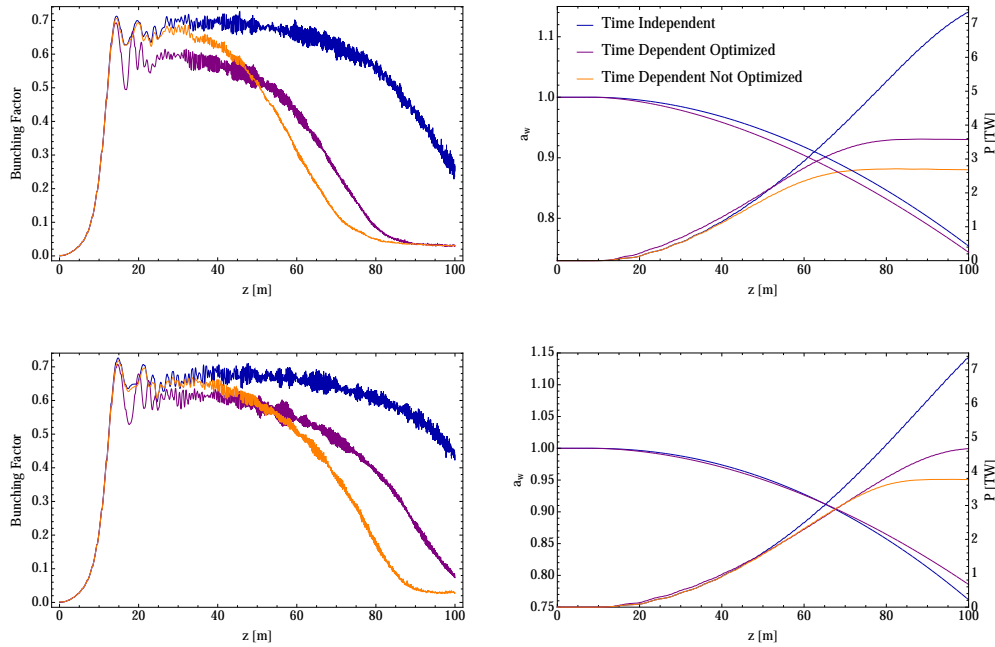 0.7
0.6
0.5
0.4
0.3
0.2
0.1
0.0
Bunching Factor
0 20 40 60 80 100
z [m]
1.1
1.0
0.9
0.8
a_w
Time Independent
Time Dependent Optimized
Time Dependent Not Optimized
7
6
5
4
3
2
1
0
P [TW]
0 20 40 60 80 100
z [m]
0.7
0.6
0.5
0.4
0.3
0.2
0.1
0.0
Bunching Factor
0 20 40 60 80 100
z [m]
1.15
1.10
1.05
1.00
0.95
0.90
0.85
0.80
0.75
a_w
7
6
5
4
3
2
1
0
P [TW]
0 20 40 60 80 100
z [m]